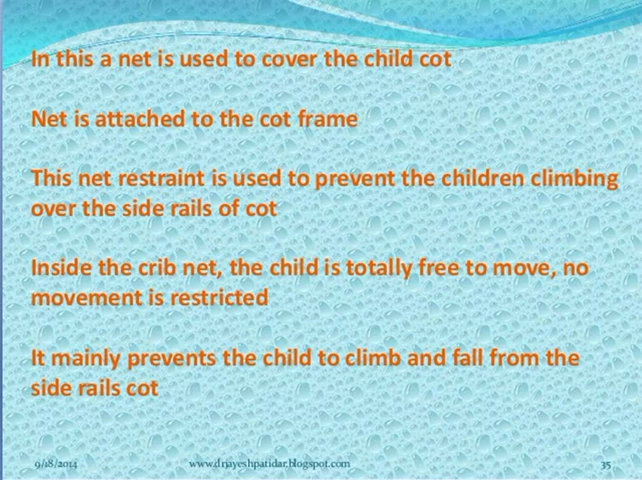 In this a net is used to cover the child cot
Net is attached to the cot frame
This net restraint is used to prevent the children climbing
over the side rails of cot
Inside the crib net, the child is totally free to move, no
movement is restricted
It mainly prevents the child to climb and fall from the
side rails cot
9/18/2014 www.drjayeshpatidar.blogspot.com 35